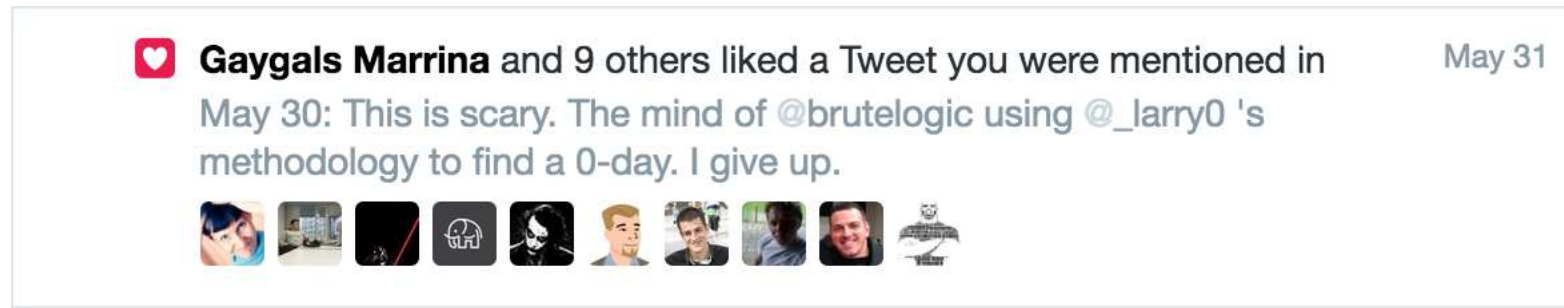 Gaygals Marrina and 9 others liked a Tweet you were mentioned in
May 31
May 30: This is scary. The mind of @brutelogic using @_larry0 's
methodology to find a 0-day. I give up.